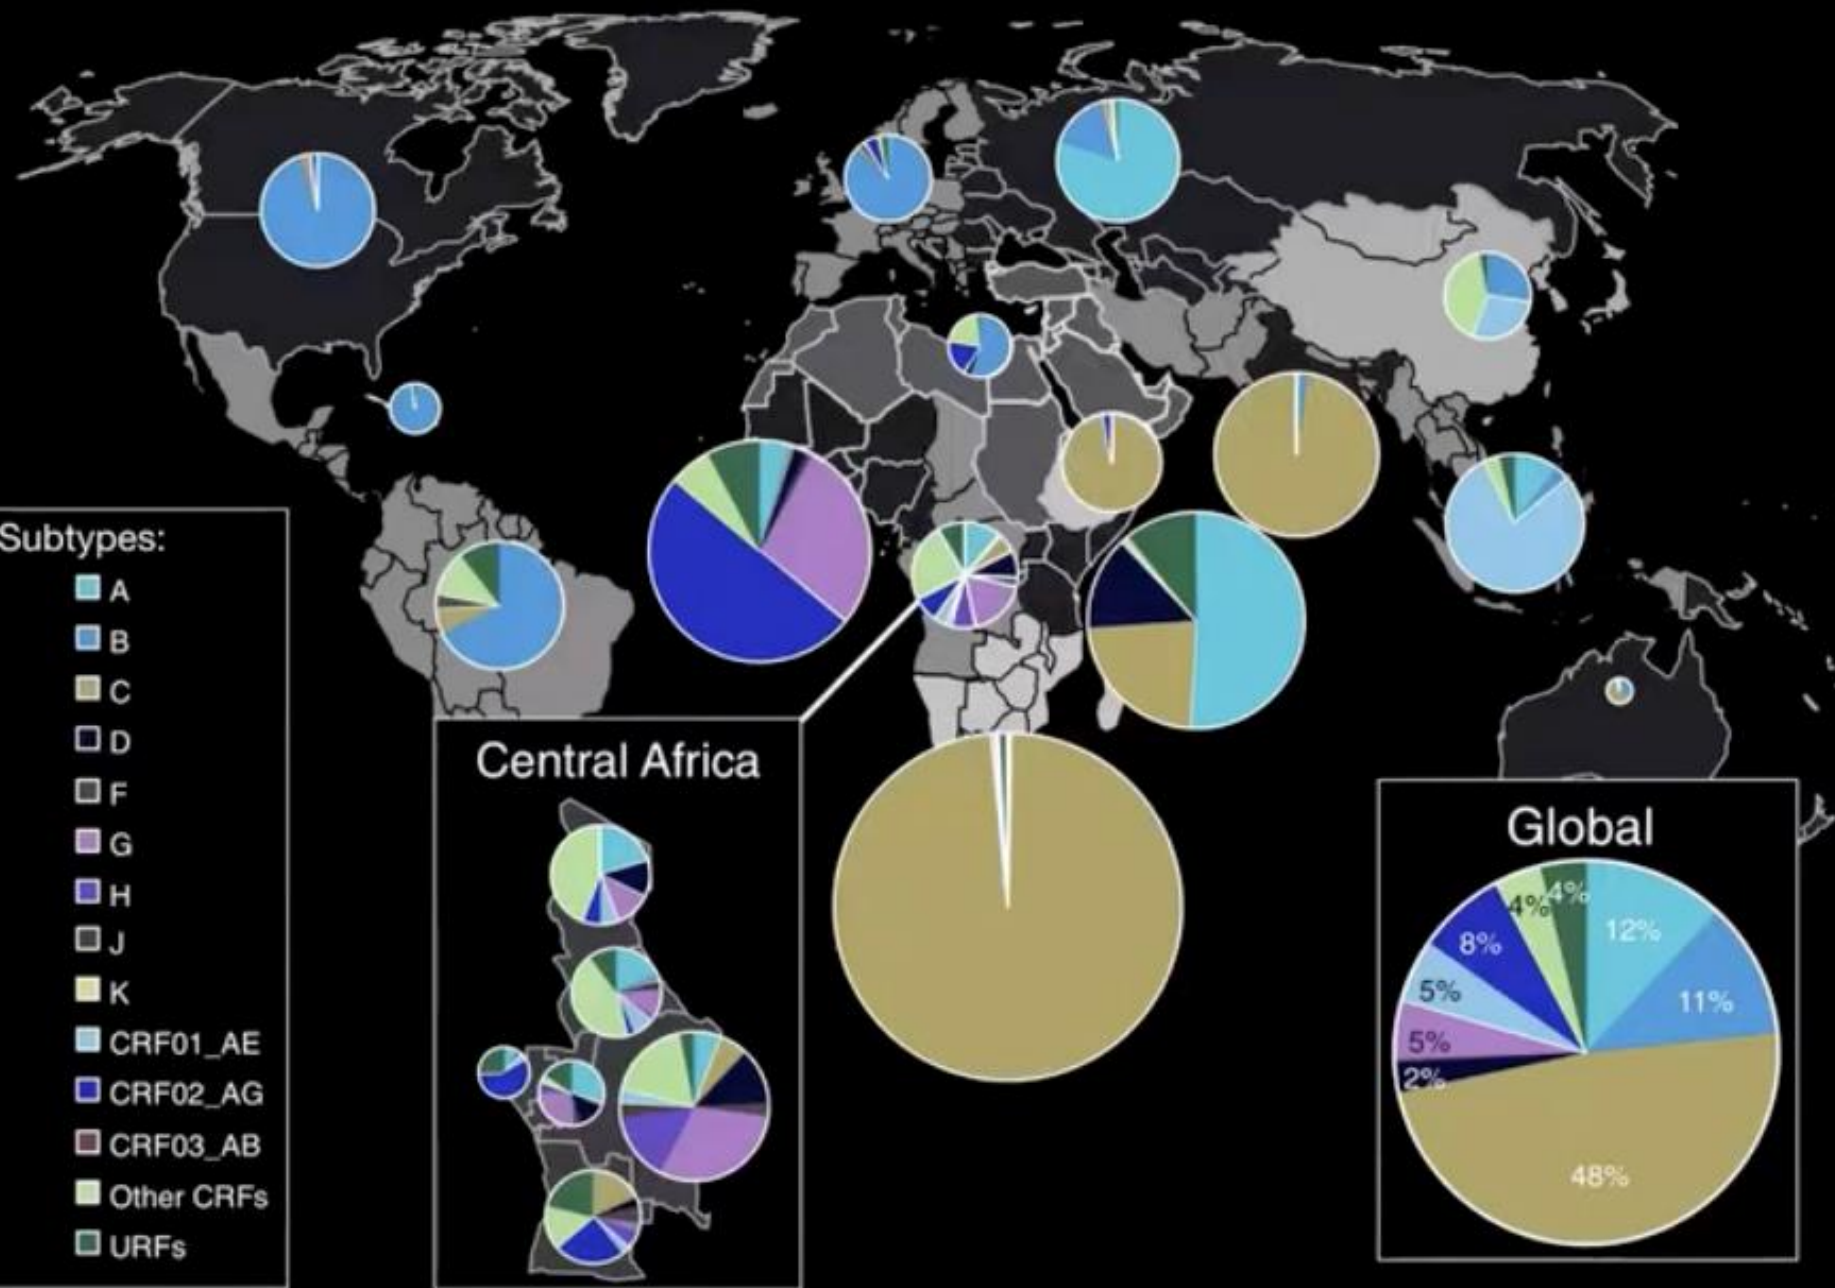 Subtypes:
A
B
C
D
F
G
H
J
K
CRF01_AE
CRF02_AG
CRF03_AB
Other CRFs
URFs
Central Africa
Global
4%
4%
12%
8%
11%
5%
5%
2%
48%